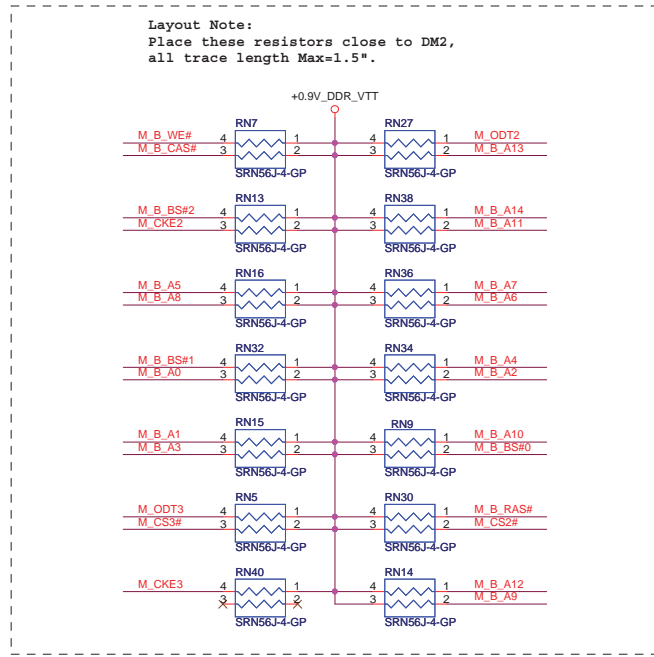 Layout Note:
Place these resistors close to DM2,
all trace length Max=1.5".
+0.9V_DDR_VTT
RN7 RN27
M_B_WE# 4 1 4 1 M_ODT2
M_B_CAS# 3 2 3 2 M_B_A13
SRN56J-4-GP SRN56J-4-GP
RN13 RN38
M_B_BS#2 4 1 4 1 M_B_A14
M_CKE2 3 2 3 2 M_B_A11
SRN56J-4-GP SRN56J-4-GP
RN16 RN36
M_B_A5 4 1 4 1 M_B_A7
M_B_A8 3 2 3 2 M_B_A6
SRN56J-4-GP SRN56J-4-GP
RN32 RN34
M_B_BS#1 4 1 4 1 M_B_A4
M_B_A0 3 2 3 2 M_B_A2
SRN56J-4-GP SRN56J-4-GP
RN15 RN9
M_B_A1 4 1 4 1 M_B_A10
M_B_A3 3 2 3 2 M_B_BS#0
SRN56J-4-GP SRN56J-4-GP
RN5 RN30
M_ODT3 4 1 4 1 M_B_RAS#
M_CS3# 3 2 3 2 M_CS2#
SRN56J-4-GP SRN56J-4-GP
RN40 RN14
M_CKE3 4 1 4 1 M_B_A12
3 2 3 2 M_B_A9
SRN56J-4-GP SRN56J-4-GP